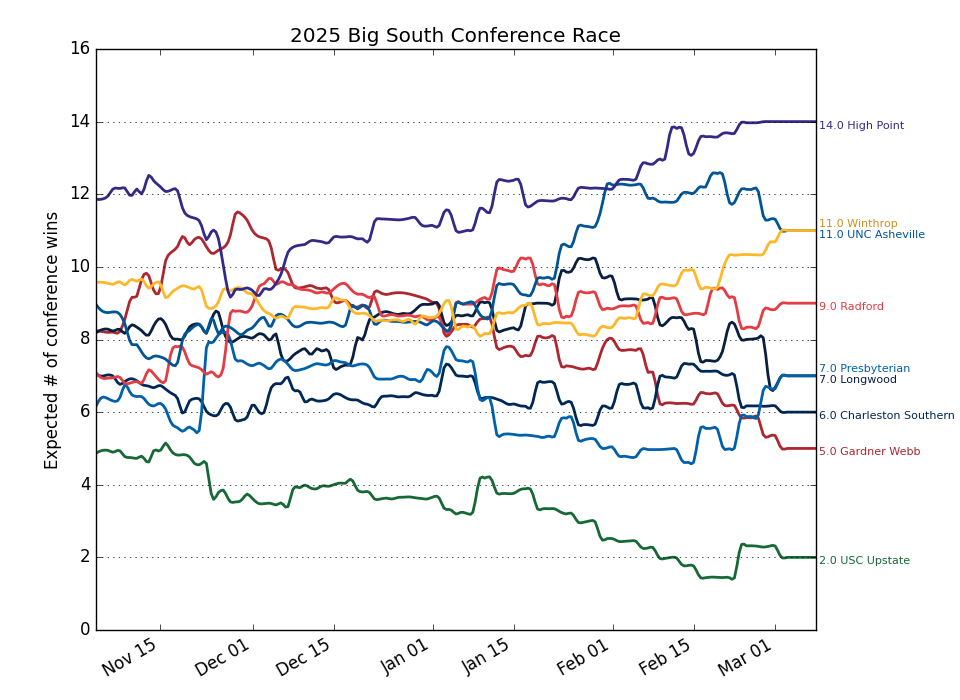 2025 Big South Conference Race
Expected # of conference wins
16
14
12
10
8
6
4
2
0
14.0 High Point
11.0 Winthrop
11.0 UNC Asheville
9.0 Radford
7.0 Presbyterian
7.0 Longwood
6.0 Charleston Southern
5.0 Gardner Webb
2.0 USC Upstate
Nov 15
Dec 01
Dec 15
Jan 01
Jan 15
Feb 01
Feb 15
Mar 01